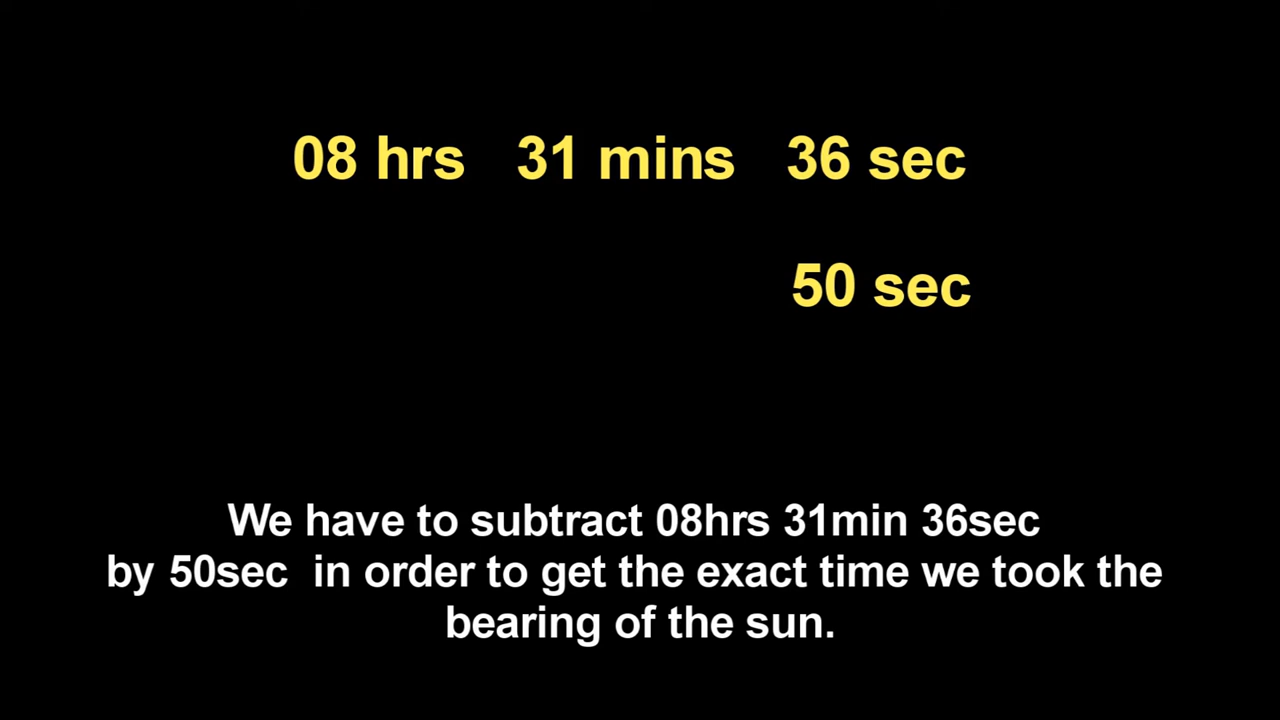 08 hrs 31 mins 36 sec
50 sec
We have to subtract 08hrs 31min 36sec
by 50sec in order to get the exact time we took the
bearing of the sun.